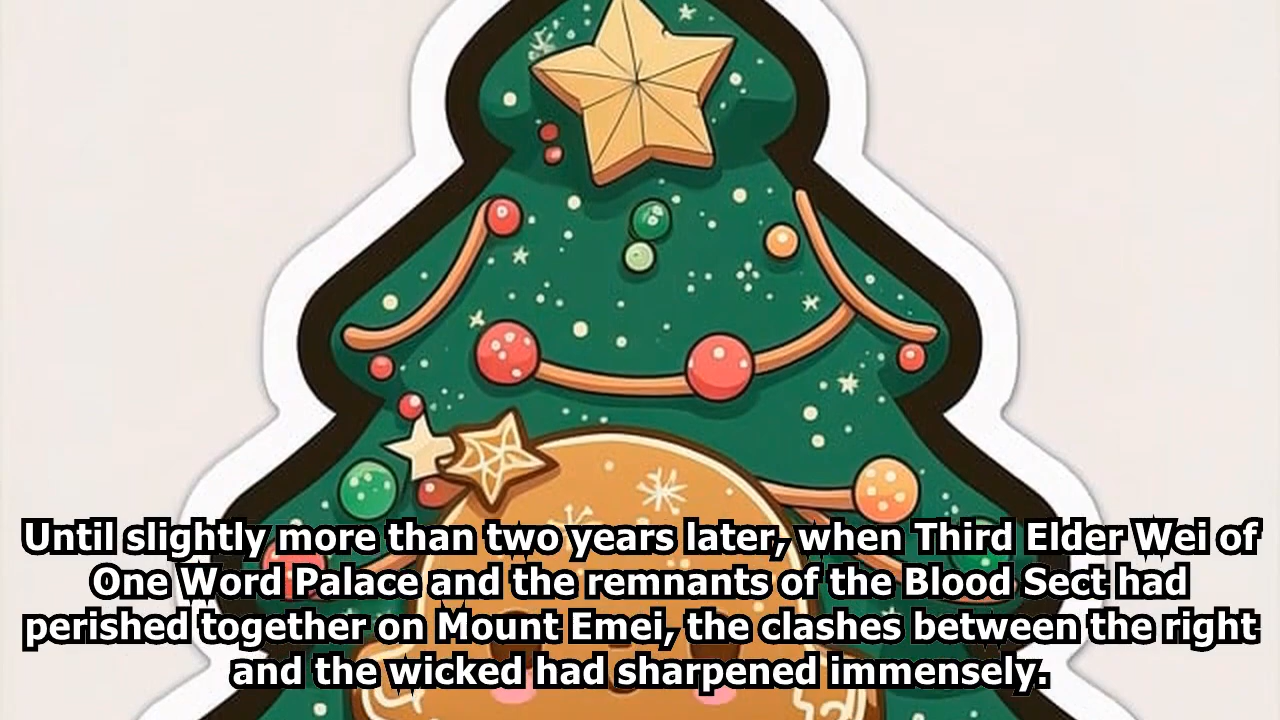 Until slightly more than two years later, when Third Elder Wei of
One Word Palace and the remnants of the Blood Sect had
perished together on Mount Emei, the clashes between the right
and the wicked had sharpened immensely.